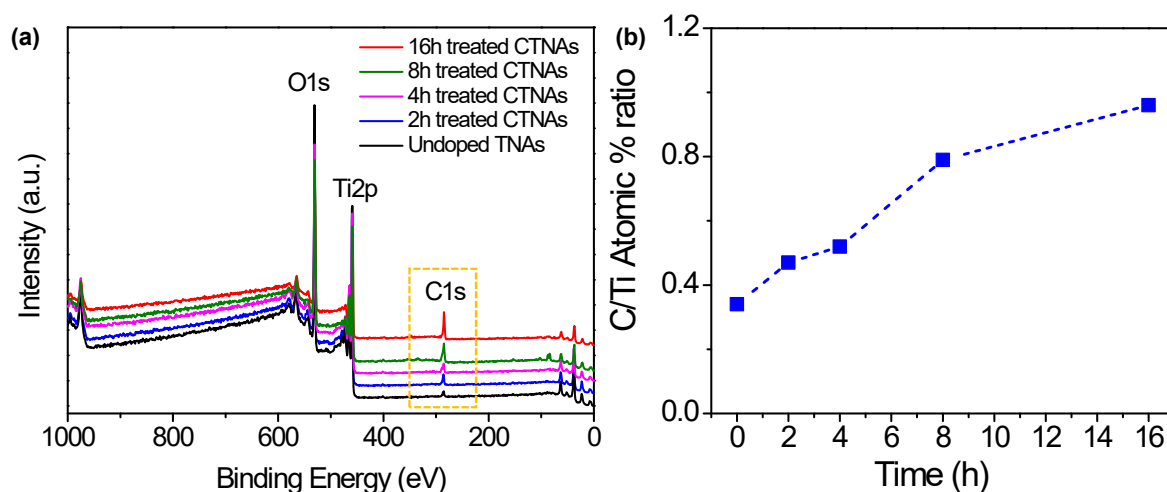 (a)
16h treated CTNAs
8h treated CTNAs
4h treated CTNAs
2h treated CTNAs
Undoped TNAs
O1s
Ti2p
C1s
Intensity (a.u.)
1000 800 600 400 200 0
Binding Energy (eV)
(b)
1.2
0.8
0.4
0.0
C/Ti Atomic % ratio
0 2 4 6 8 10 12 14 16
Time (h)